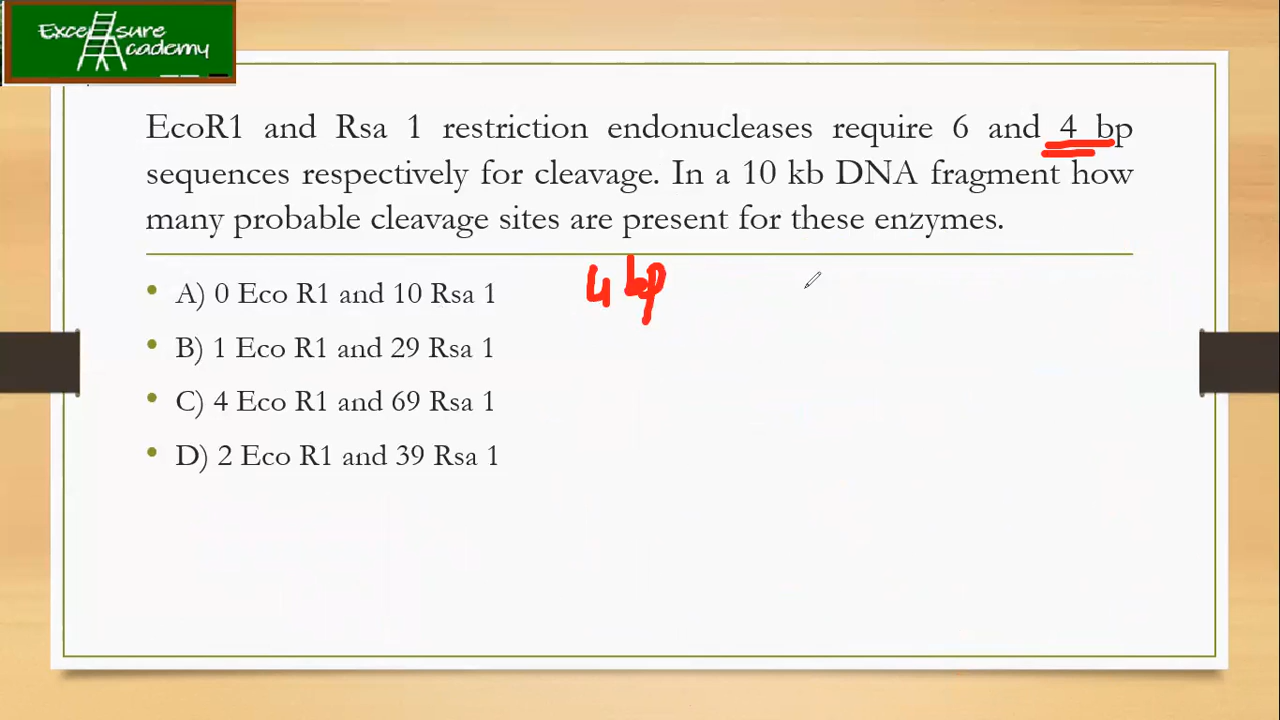 Excel sure
Academy
EcoR1 and Rsa 1 restriction endonucleases require 6 and 4 bp
sequences respectively for cleavage. In a 10 kb DNA fragment how
many probable cleavage sites are present for these enzymes.
4 bp
• A) 0 Eco R1 and 10 Rsa 1
• B) 1 Eco R1 and 29 Rsa 1
• C) 4 Eco R1 and 69 Rsa 1
• D) 2 Eco R1 and 39 Rsa 1